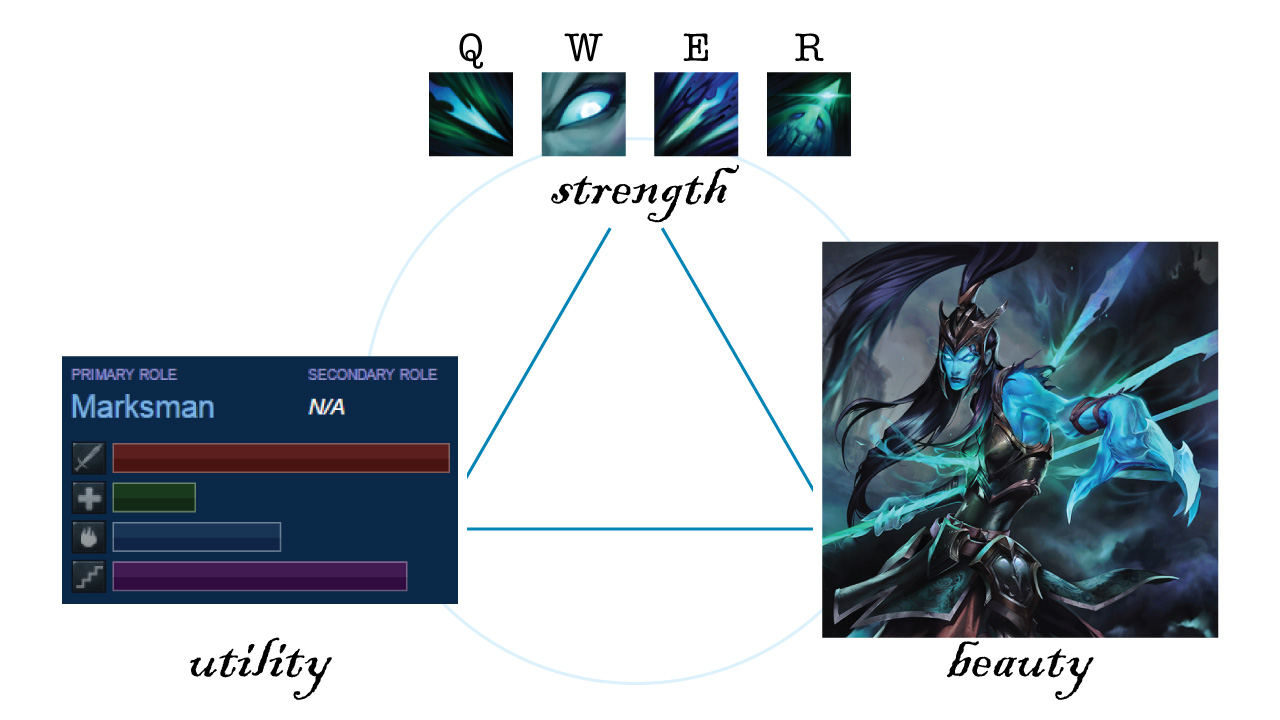 Q W E R
strength
PRIMARY ROLE SECONDARY ROLE
Marksman N/A
utility
beauty